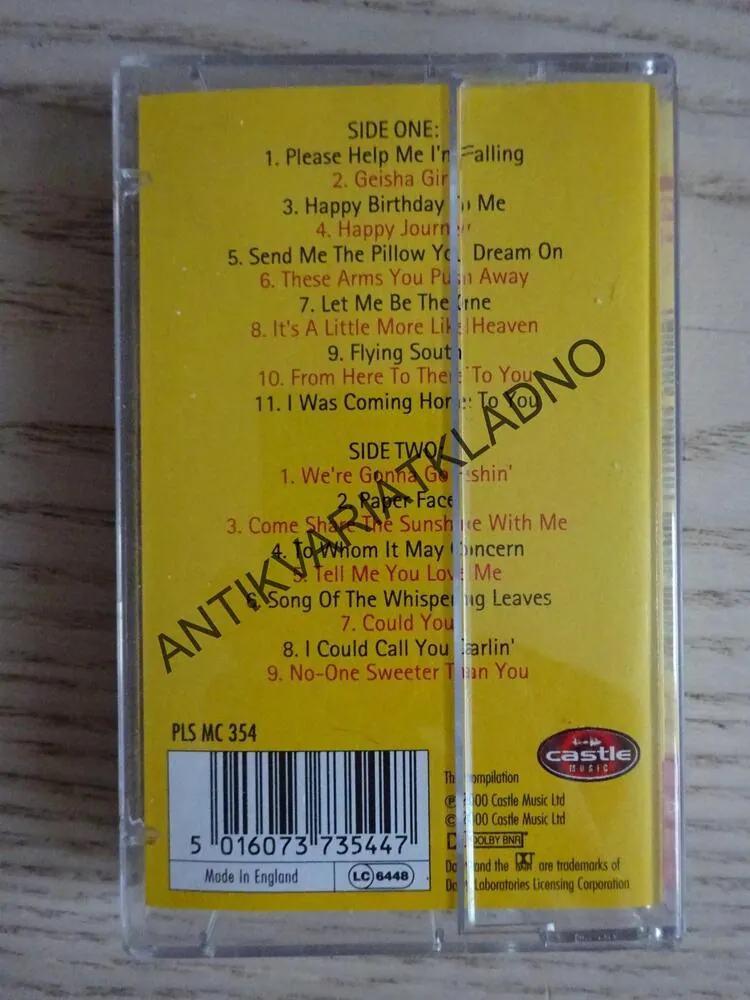 SIDE ONE:
1. Please Help Me I'm Falling
2. Geisha Girl
3. Happy Birthday To Me
4. Happy Journey
5. Send Me The Pillow You Dream On
6. These Arms You Push Away
7. Let Me Be The One
8. It's A Little More Like Heaven
9. Flying South
10. From Here To There To You
11. I Was Coming Home To You
SIDE TWO:
1. We're Gonna Go Fishin'
2. Paper Face
3. Come Share The Sunshine With Me
4. To Whom It May Concern
5. Tell Me You Love Me
6. Song Of The Whispering Leaves
7. Could You
8. I Could Call You Darlin'
9. No-One Sweeter Than You
ANTIKVARIATKLADNO
PLS MC 354
castle
MUSIC
5 016073 735447
Made In England
LC 6448
This compilation
℗ 2000 Castle Music Ltd
© 2000 Castle Music Ltd
DOLBY B NR
Dolby and the are trademarks of
Dolby Laboratories Licensing Corporation